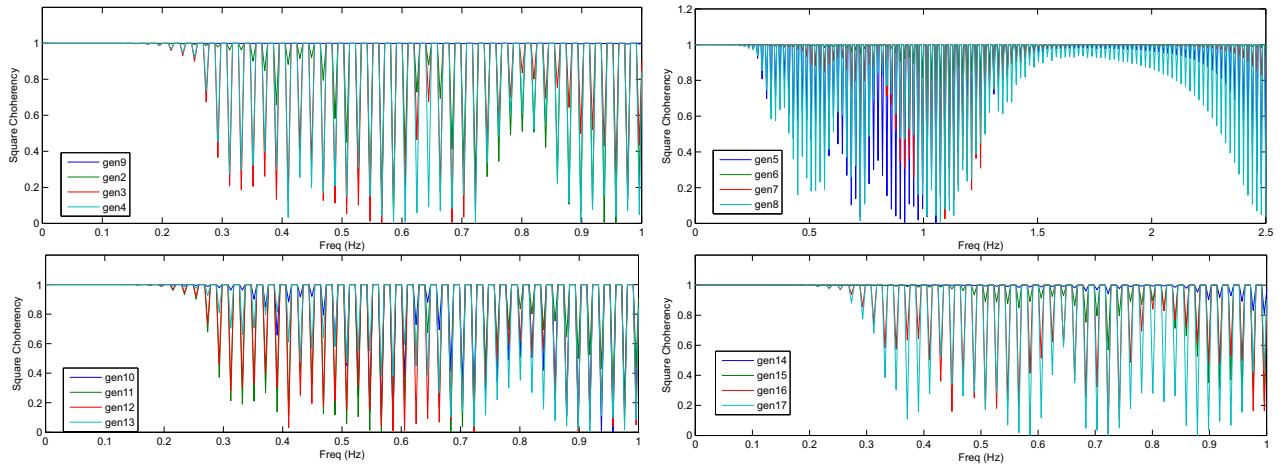 1
0.8
0.6
0.4
0.2
0
Square Choherency
gen9
gen2
gen3
gen4
0 0.1 0.2 0.3 0.4 0.5 0.6 0.7 0.8 0.9 1
Freq (Hz)
1.2
1
0.8
0.6
0.4
0.2
0
Square Choherency
gen5
gen6
gen7
gen8
0 0.5 1 1.5 2 2.5
Freq (Hz)
1
0.8
0.6
0.4
0.2
0
Square Choherency
gen10
gen11
gen12
gen13
0 0.1 0.2 0.3 0.4 0.5 0.6 0.7 0.8 0.9 1
Freq (Hz)
1
0.8
0.6
0.4
0.2
0
Square Choherency
gen14
gen15
gen16
gen17
0 0.1 0.2 0.3 0.4 0.5 0.6 0.7 0.8 0.9 1
Freq (Hz)